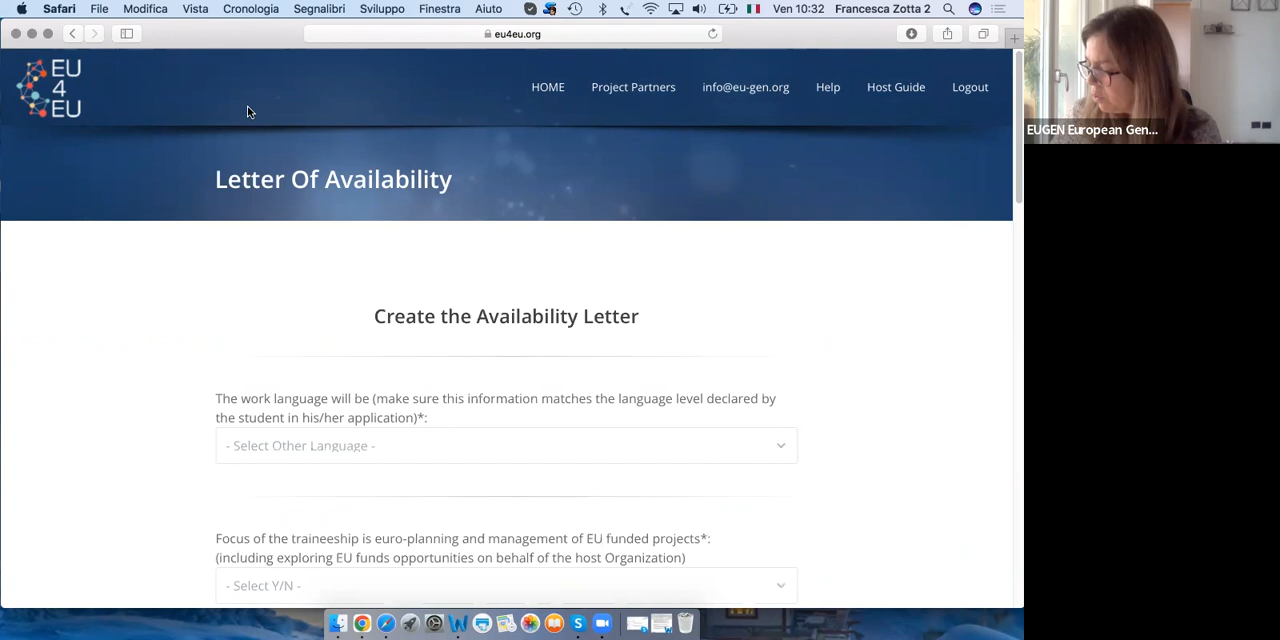 Safari File Modifica Vista Cronologia Segnalibri Sviluppo Finestra Aiuto Ven 10:32 Francesca Zotta 2
eu4eu.org
EU
4
EU
HOME Project Partners info@eu-gen.org Help Host Guide Logout
EUGEN European Gen...
Letter Of Availability
Create the Availability Letter
The work language will be (make sure this information matches the language level declared by
the student in his/her application)*:
- Select Other Language -
Focus of the traineeship is euro-planning and management of EU funded projects*:
(including exploring EU funds opportunities on behalf of the host Organization)
- Select Y/N -